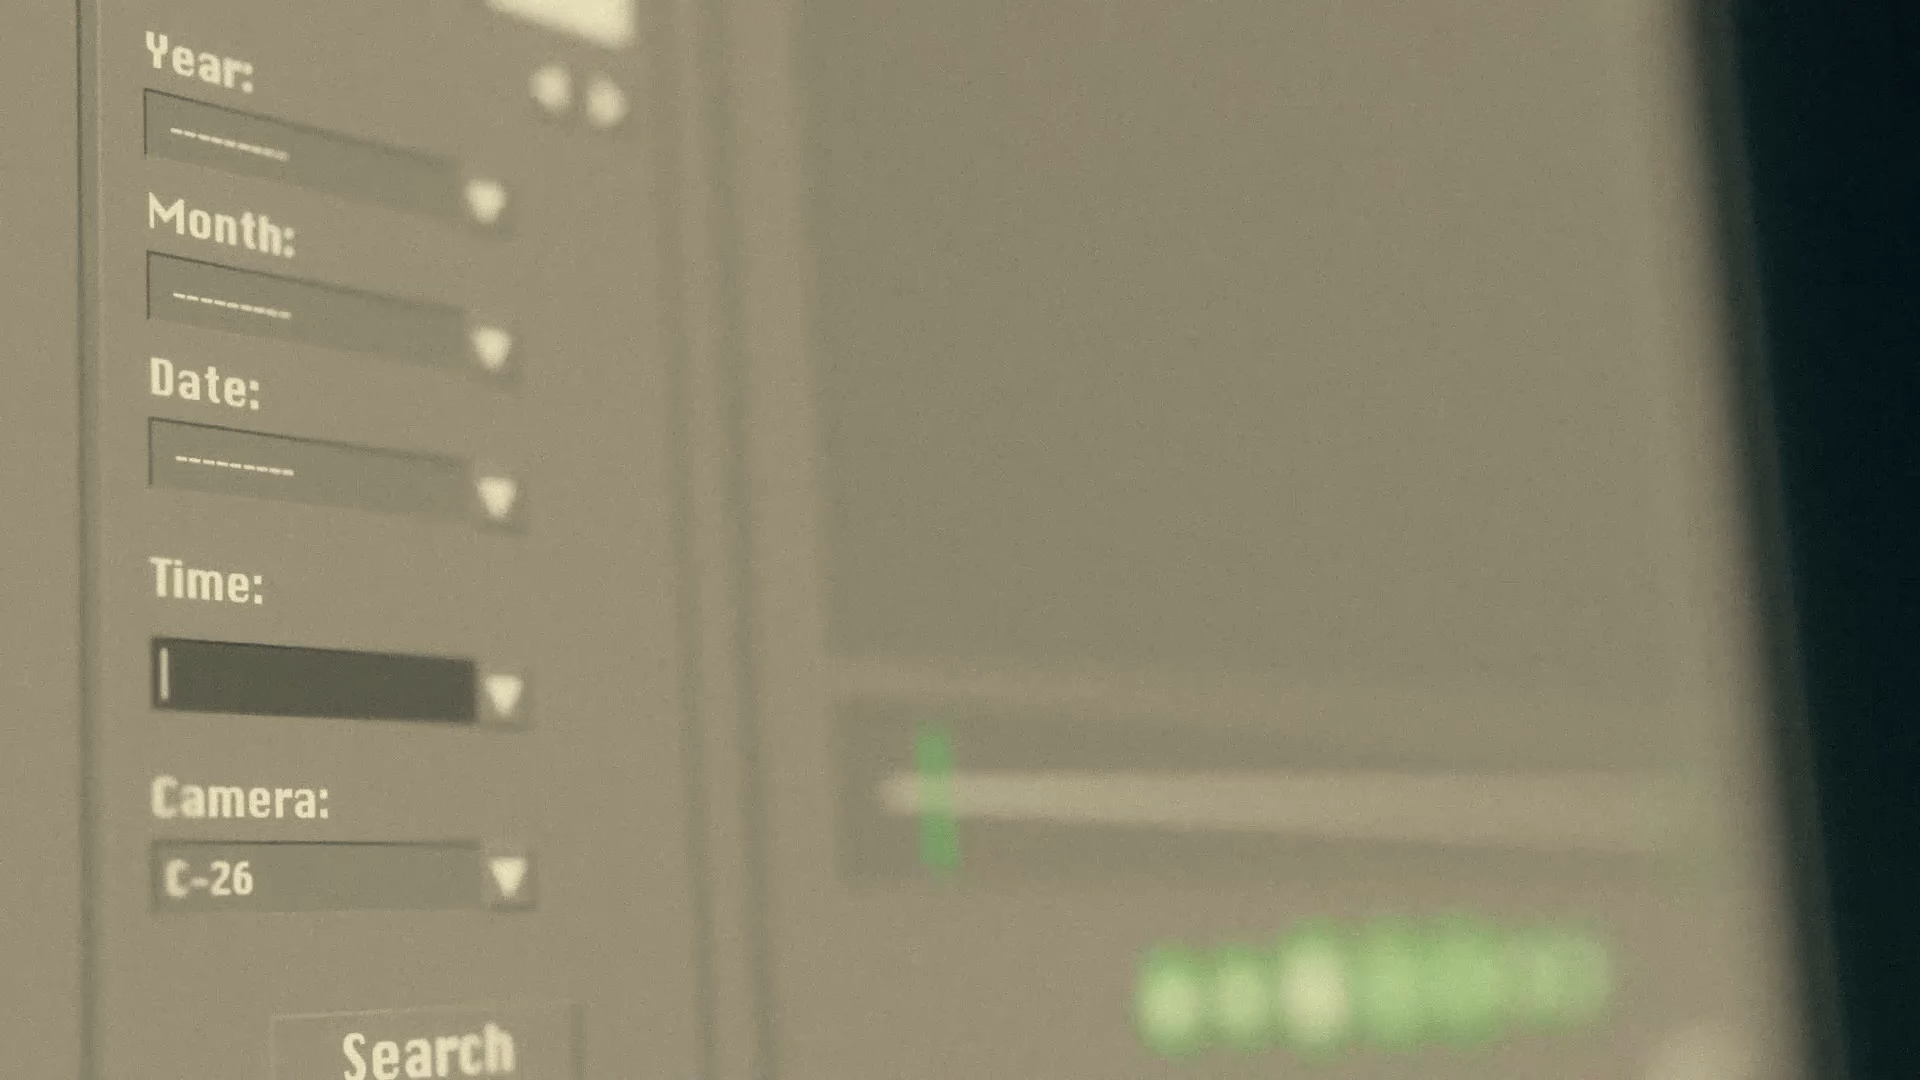 Year:
---------
Month:
---------
Date:
---------
Time:
Camera:
C-26
Search